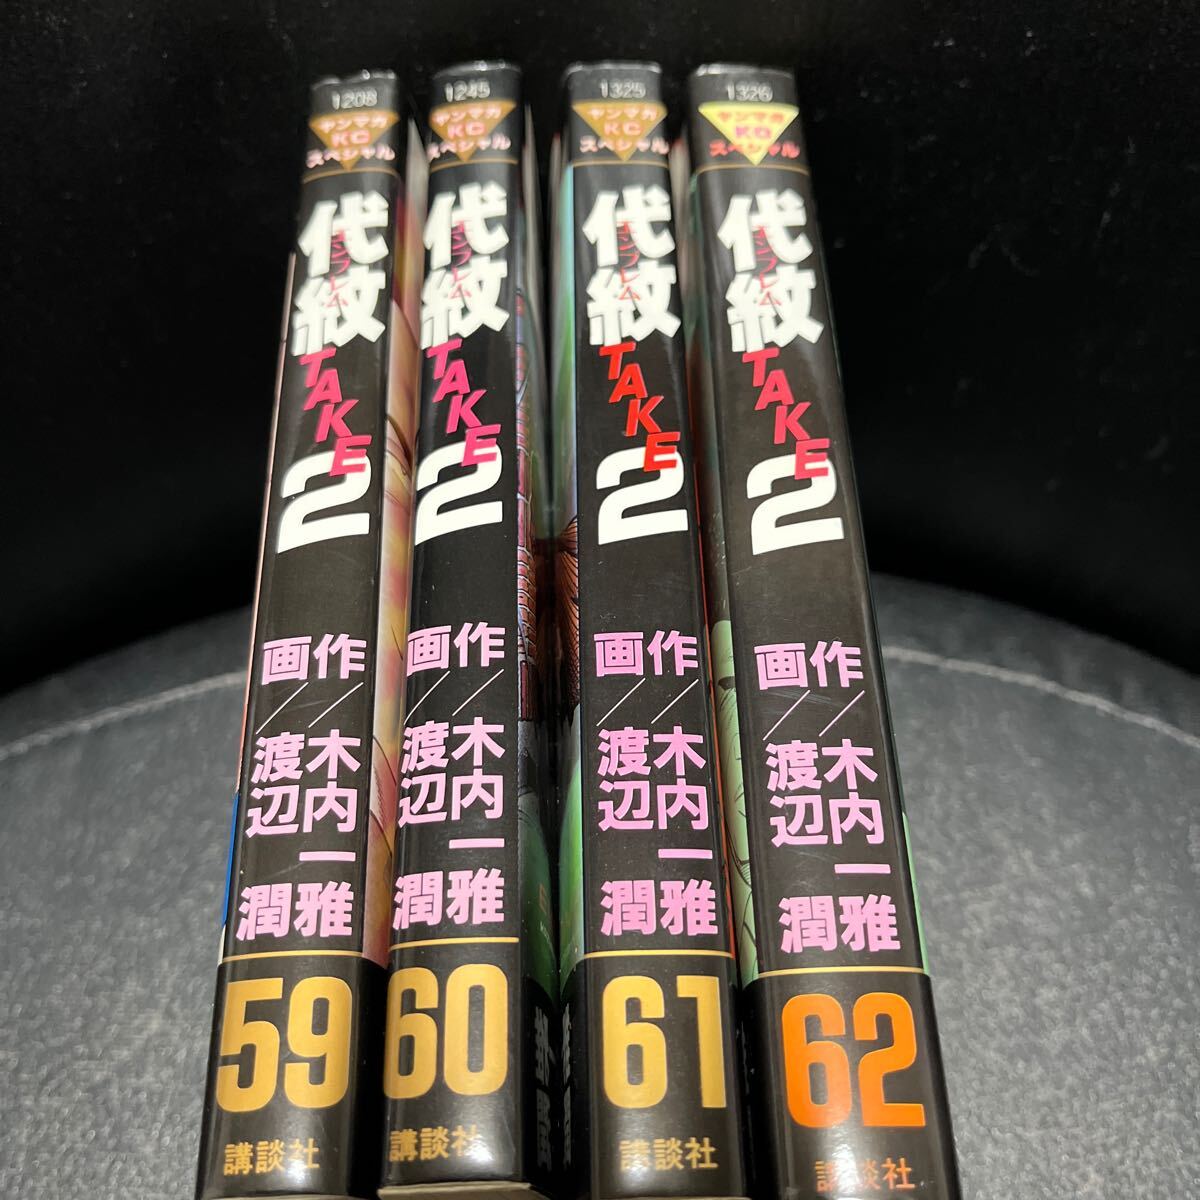 1208
ヤンマガ
KC
スペシャル
代紋
エンブレム
TAKE
2
作／木内一雅
画／渡辺潤
59
講談社
1245
ヤンマガ
KC
スペシャル
代紋
エンブレム
TAKE
2
作／木内一雅
画／渡辺潤
60
講談社
1325
ヤンマガ
KC
スペシャル
代紋
エンブレム
TAKE
2
作／木内一雅
画／渡辺潤
61
講談社
1326
ヤンマガ
KC
スペシャル
代紋
エンブレム
TAKE
2
作／木内一雅
画／渡辺潤
62
講談社